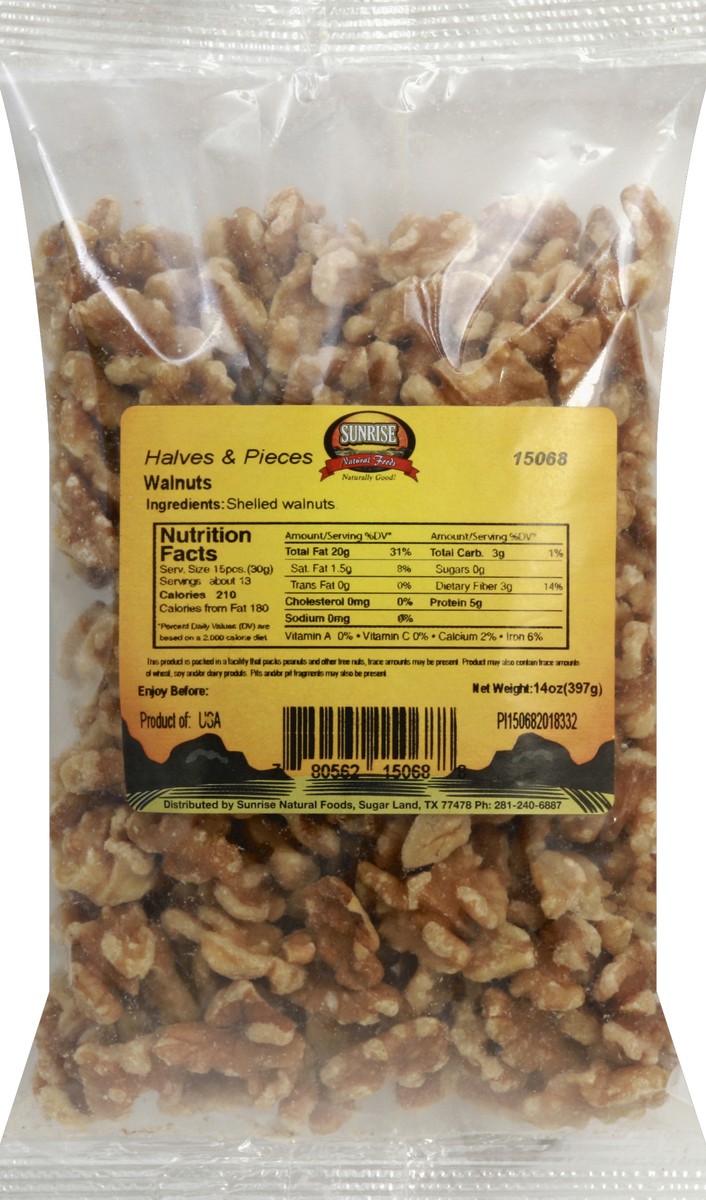 SUNRISE
Natural Foods
Naturally Good!
Halves & Pieces
15068
Walnuts
Ingredients: Shelled walnuts
Nutrition
Facts
Serv. Size 15pcs.(30g)
Servings about 13
Calories 210
Calories from Fat 180
*Percent Daily Values (DV) are
based on a 2,000 calorie diet
Amount/Serving %DV*
Total Fat 20g 31%
Sat. Fat 1.5g 8%
Trans Fat 0g 0%
Cholesterol 0mg 0%
Sodium 0mg 0%
Amount/Serving %DV*
Total Carb. 3g 1%
Sugars 0g
Dietary Fiber 3g 14%
Protein 5g
Vitamin A 0% • Vitamin C 0% • Calcium 2% • Iron 6%
This product is packed in a facility that packs peanuts and other tree nuts, trace amounts may be present. Product may also contain trace amounts
of wheat, soy and/or dairy produts. Pits and/or pit fragments may also be present
Enjoy Before:
Net Weight:14oz(397g)
Product of: USA
PI150682018332
7 80562 15068 8
Distributed by Sunrise Natural Foods, Sugar Land, TX 77478 Ph: 281-240-6887